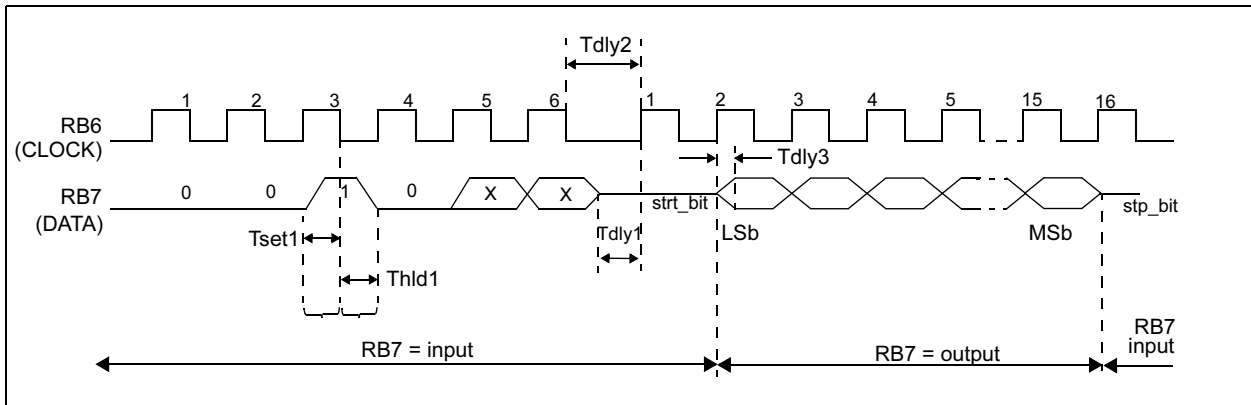 Tdly2
1 2 3 4 5 6 1 2 3 4 5 15 16
RB6
(CLOCK)
Tdly3
RB7
(DATA)
0 0 1 0 X X strt_bit stp_bit
Tset1 Tdly1 LSb MSb
Thld1
RB7 = input
RB7 = output
RB7
input